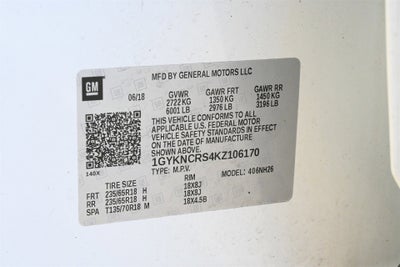 MFD BY GENERAL MOTORS LLC
GM
06/18 GVWR GAWR FRT GAWR RR
2722 KG 1350 KG 1450 KG
6001 LB 2976 LB 3196 LB
THIS VEHICLE CONFORMS TO ALL APPLICABLE
U.S. FEDERAL MOTOR
VEHICLE SAFETY STANDARDS IN EFFECT
ON THE DATE OF MANUFACTURE
SHOWN ABOVE.
1GYKNCRS4KZ106170
140X TYPE: M.P.V. MODEL: 406NH26
TIRE SIZE RIM
FRT 235/65R18 H 18X8J
RR 235/65R18 H 18X8J
SPA T135/70R18 M 18X4.5B